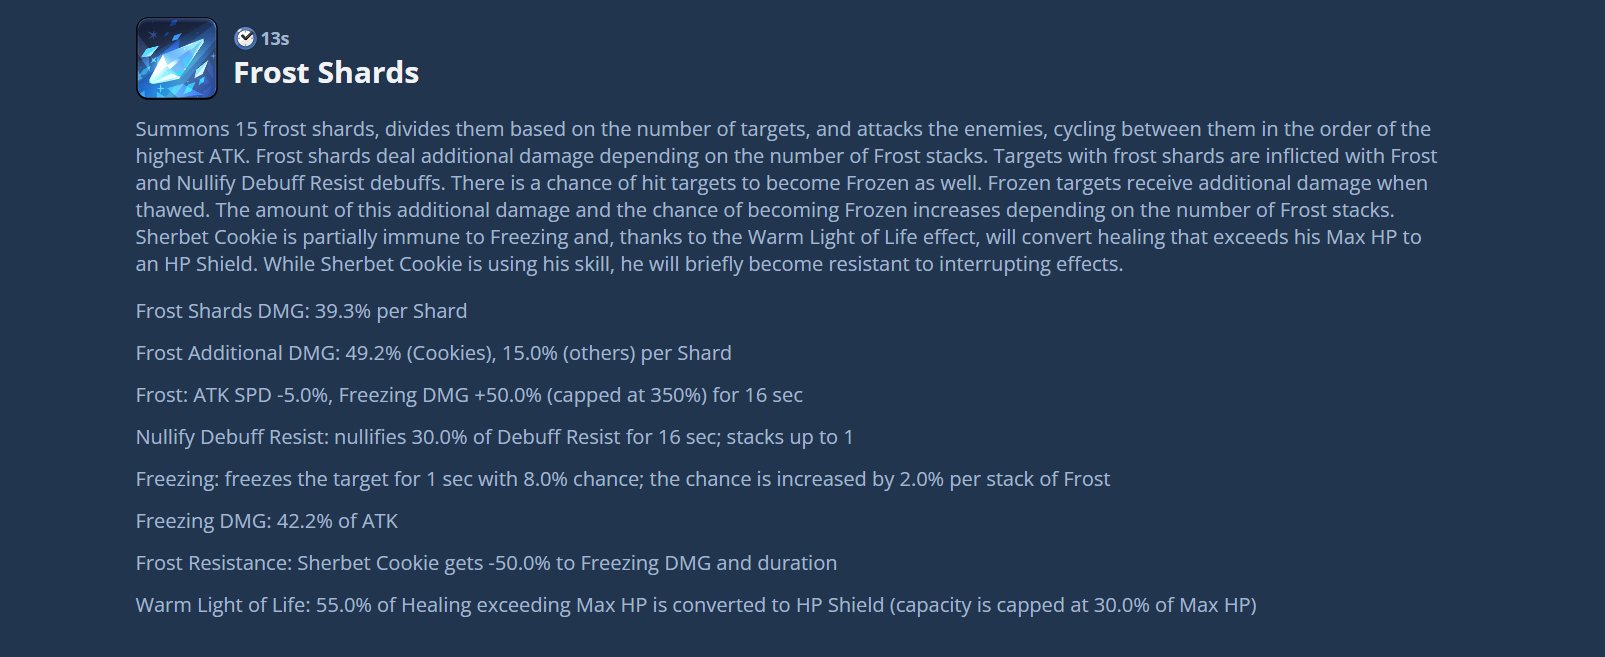 13s
Frost Shards
Summons 15 frost shards, divides them based on the number of targets, and attacks the enemies, cycling between them in the order of the
highest ATK. Frost shards deal additional damage depending on the number of Frost stacks. Targets with frost shards are inflicted with Frost
and Nullify Debuff Resist debuffs. There is a chance of hit targets to become Frozen as well. Frozen targets receive additional damage when
thawed. The amount of this additional damage and the chance of becoming Frozen increases depending on the number of Frost stacks.
Sherbet Cookie is partially immune to Freezing and, thanks to the Warm Light of Life effect, will convert healing that exceeds his Max HP to
an HP Shield. While Sherbet Cookie is using his skill, he will briefly become resistant to interrupting effects.
Frost Shards DMG: 39.3% per Shard
Frost Additional DMG: 49.2% (Cookies), 15.0% (others) per Shard
Frost: ATK SPD -5.0%, Freezing DMG +50.0% (capped at 350%) for 16 sec
Nullify Debuff Resist: nullifies 30.0% of Debuff Resist for 16 sec; stacks up to 1
Freezing: freezes the target for 1 sec with 8.0% chance; the chance is increased by 2.0% per stack of Frost
Freezing DMG: 42.2% of ATK
Frost Resistance: Sherbet Cookie gets -50.0% to Freezing DMG and duration
Warm Light of Life: 55.0% of Healing exceeding Max HP is converted to HP Shield (capacity is capped at 30.0% of Max HP)